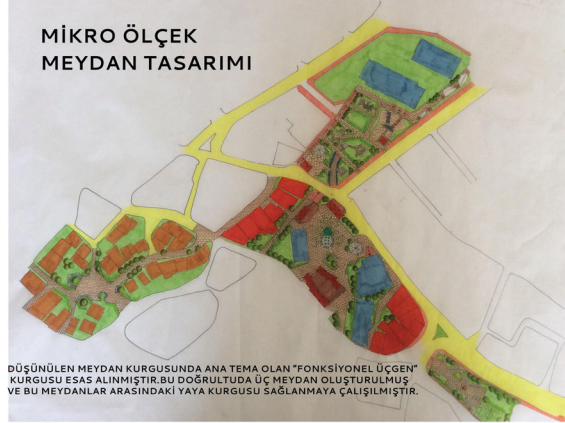 MİKRO ÖLÇEK
MEYDAN TASARIMI
DÜŞÜNÜLEN MEYDAN KURGUSUNDA ANA TEMA OLAN "FONKSİYONEL ÜÇGEN"
KURGUSU ESAS ALINMIŞTIR.BU DOĞRULTUDA ÜÇ MEYDAN OLUŞTURULMUŞ
VE BU MEYDANLAR ARASINDAKİ YAYA KURGUSU SAĞLANMAYA ÇALIŞILMIŞTIR.